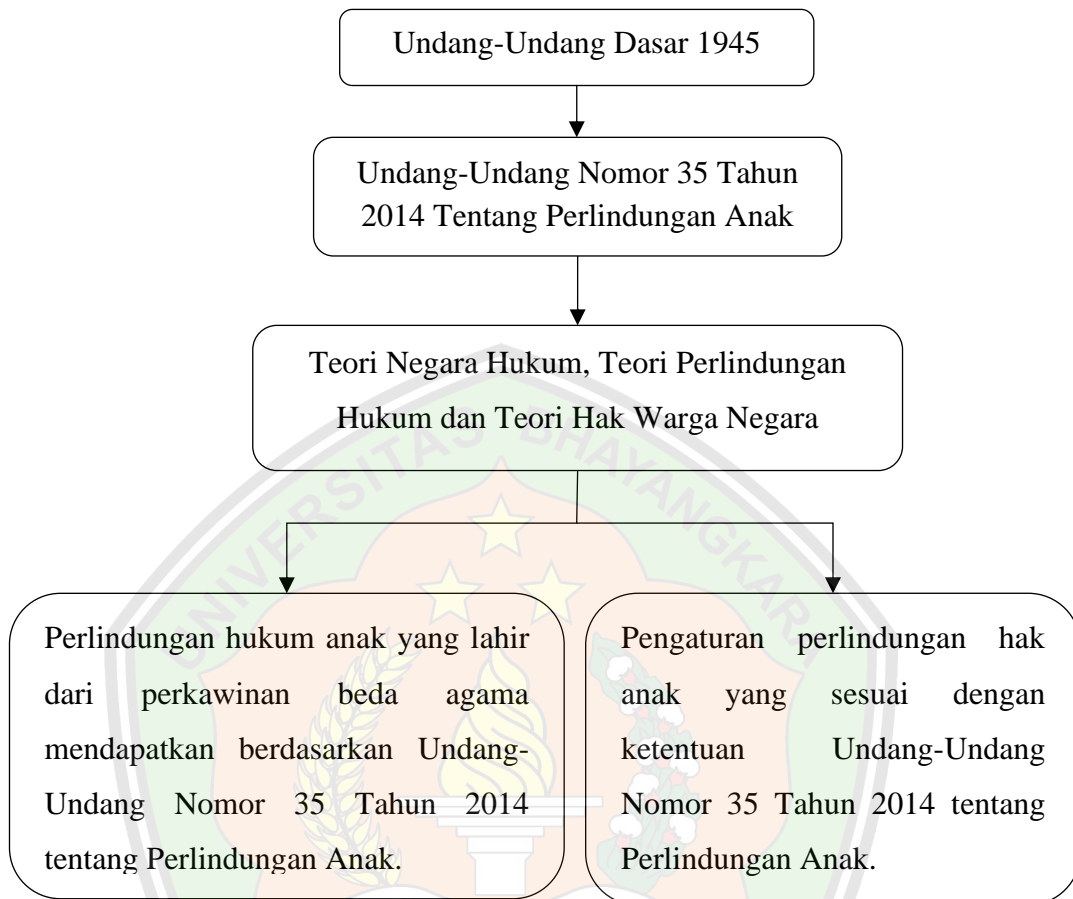 Undang-Undang Dasar 1945
Undang-Undang Nomor 35 Tahun
2014 Tentang Perlindungan Anak
Teori Negara Hukum, Teori Perlindungan
Hukum dan Teori Hak Warga Negara
UNIVERSITAS BHAYANGKARA
Perlindungan hukum anak yang lahir
dari perkawinan beda agama
mendapatkan berdasarkan Undang-
Undang Nomor 35 Tahun 2014
tentang Perlindungan Anak.
Pengaturan perlindungan hak
anak yang sesuai dengan
ketentuan Undang-Undang
Nomor 35 Tahun 2014 tentang
Perlindungan Anak.